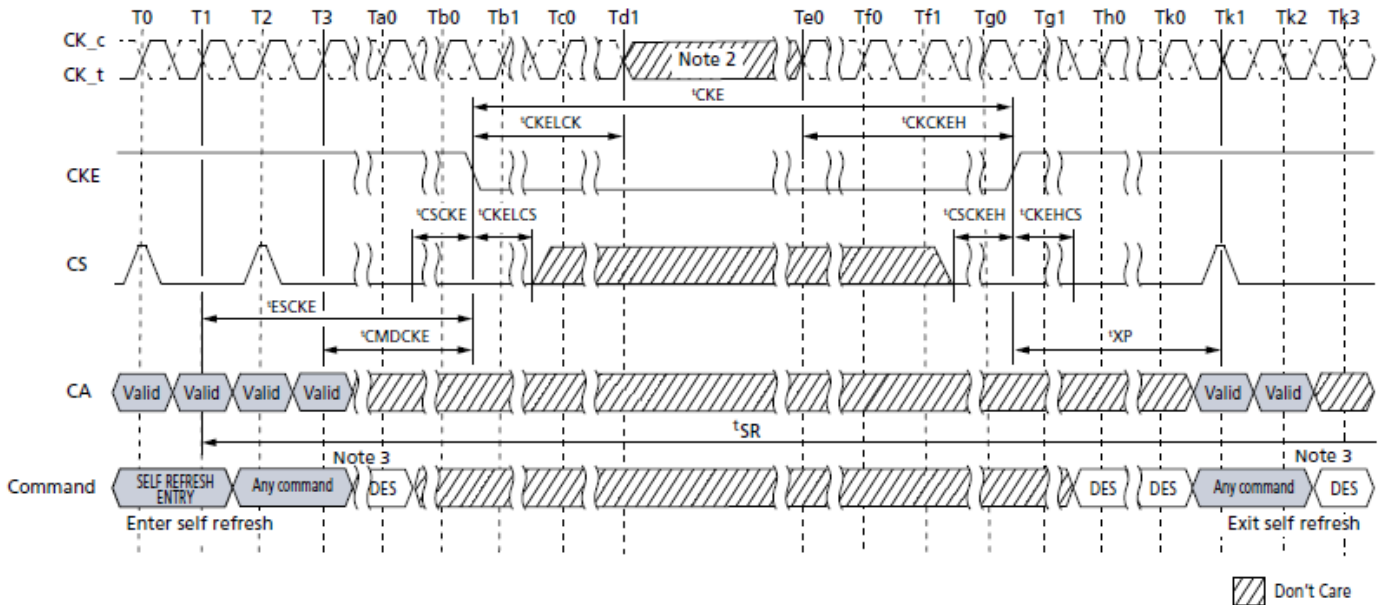 T0 T1 T2 T3 Ta0 Tb0 Tb1 Tc0 Td1 Te0 Tf0 Tf1 Tg0 Tg1 Th0 Tk0 Tk1 Tk2 Tk3
CK_c
Note 2
CK_t
tCKE
tCKELCK tCKCKEH
CKE
tCSCKE tCKELCS tCSCKEH tCKEHCS
CS
tESCKE
tCMDCKE tXP
CA Valid Valid Valid Valid Valid Valid
tSR
Note 3 Note 3
Command SELF REFRESH ENTRY Any command DES DES DES Any command DES
Enter self refresh Exit self refresh
Don't Care